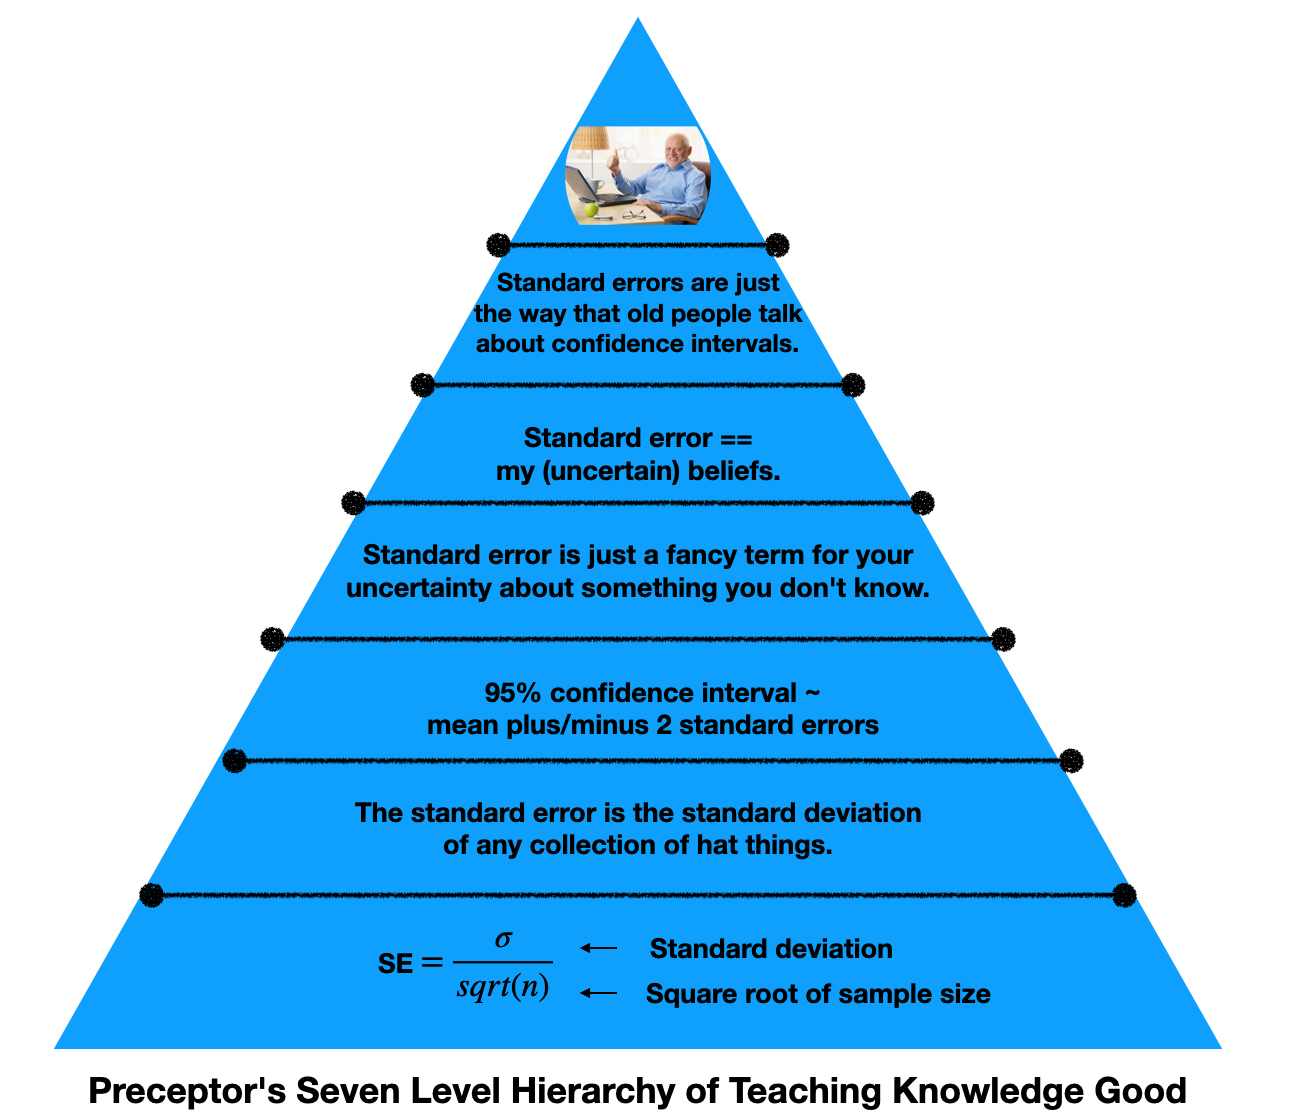 Standard errors are just
the way that old people talk
about confidence intervals.
Standard error ==
my (uncertain) beliefs.
Standard error is just a fancy term for your
uncertainty about something you don't know.
95% confidence interval ~
mean plus/minus 2 standard errors
The standard error is the standard deviation
of any collection of hat things.
SE = σ / sqrt(n)
← Standard deviation
← Square root of sample size
Preceptor's Seven Level Hierarchy of Teaching Knowledge Good